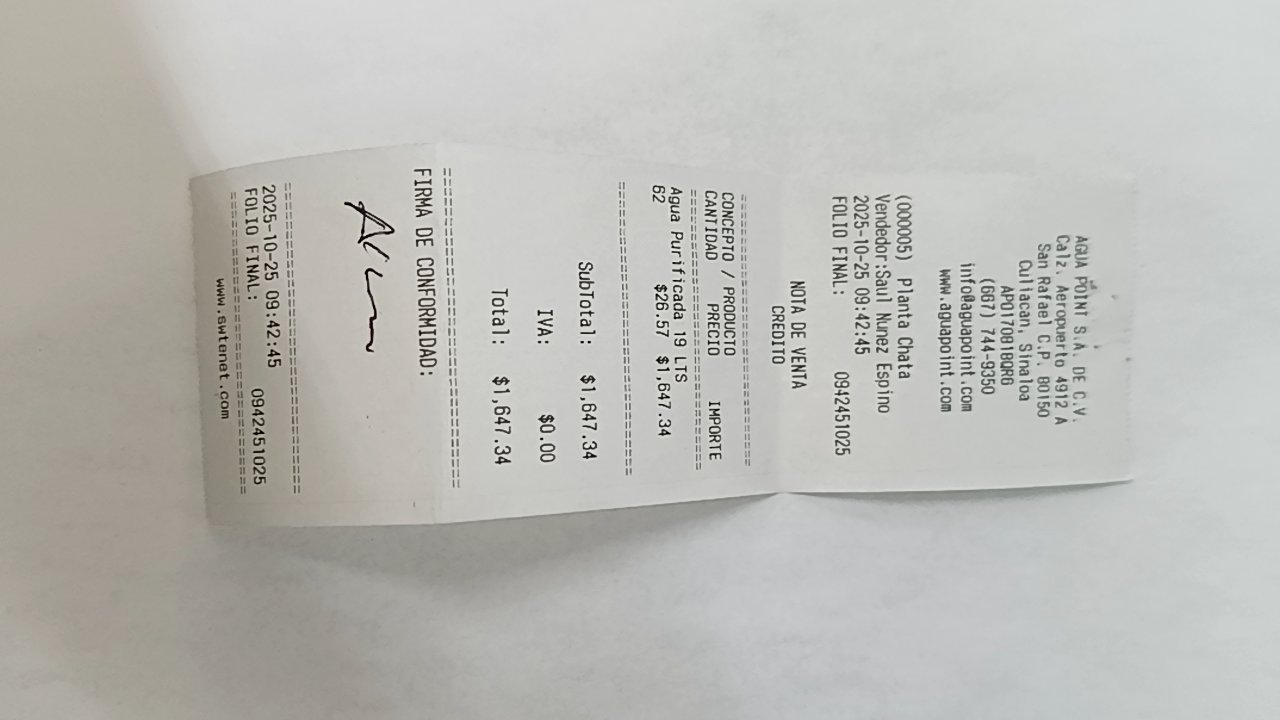 AGUA POINT S.A. DE C.V.
Calz. Aeropuerto 4912 A
San Rafael C.P. 80150
Culiacan, Sinaloa
APO170818QR6
(667) 744-9350
info@aguapoint.com
www.aguapoint.com
(000005) Planta Chata
Vendedor:Saul Nunez Espino
2025-10-25 09:42:45
FOLIO FINAL: 0942451025
NOTA DE VENTA
CREDITO
==============================
CONCEPTO / PRODUCTO
CANTIDAD PRECIO IMPORTE
==============================
Agua Purificada 19 LTS
62 $26.57 $1,647.34
==============================
SubTotal: $1,647.34
IVA: $0.00
Total: $1,647.34
==============================
FIRMA DE CONFORMIDAD:
==============================
2025-10-25 09:42:45
FOLIO FINAL: 0942451025
==============================
www.swtenet.com